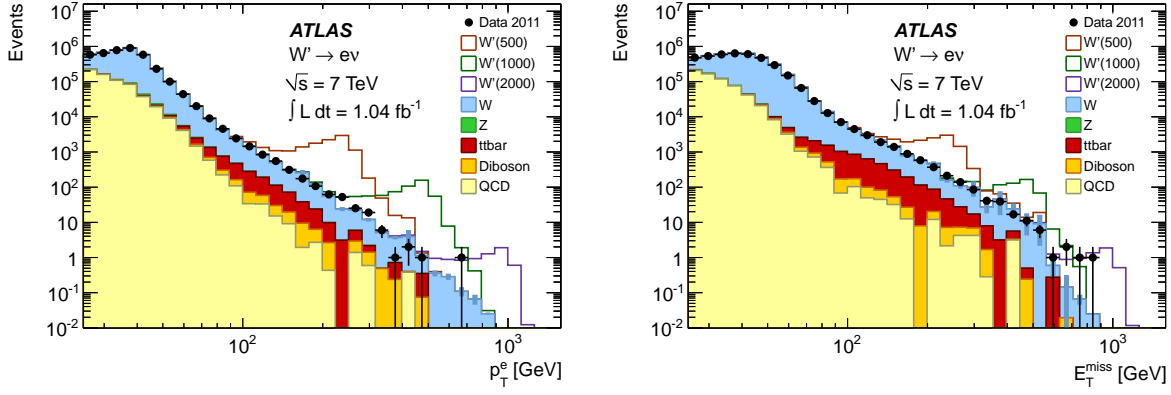 Events
10^6
10^5
10^4
10^3
10^2
10
1
10^-1
10^-2
ATLAS
W' → eν
√s = 7 TeV
∫ L dt = 1.04 fb^-1
Data 2011
W'(500)
W'(1000)
W'(2000)
W
Z
ttbar
Diboson
QCD
10^2
10^3
p_T^e [GeV]
Events
10^7
10^6
10^5
10^4
10^3
10^2
10
1
10^-1
10^-2
ATLAS
W' → eν
√s = 7 TeV
∫ L dt = 1.04 fb^-1
Data 2011
W'(500)
W'(1000)
W'(2000)
W
Z
ttbar
Diboson
QCD
10^2
10^3
E_T^miss [GeV]